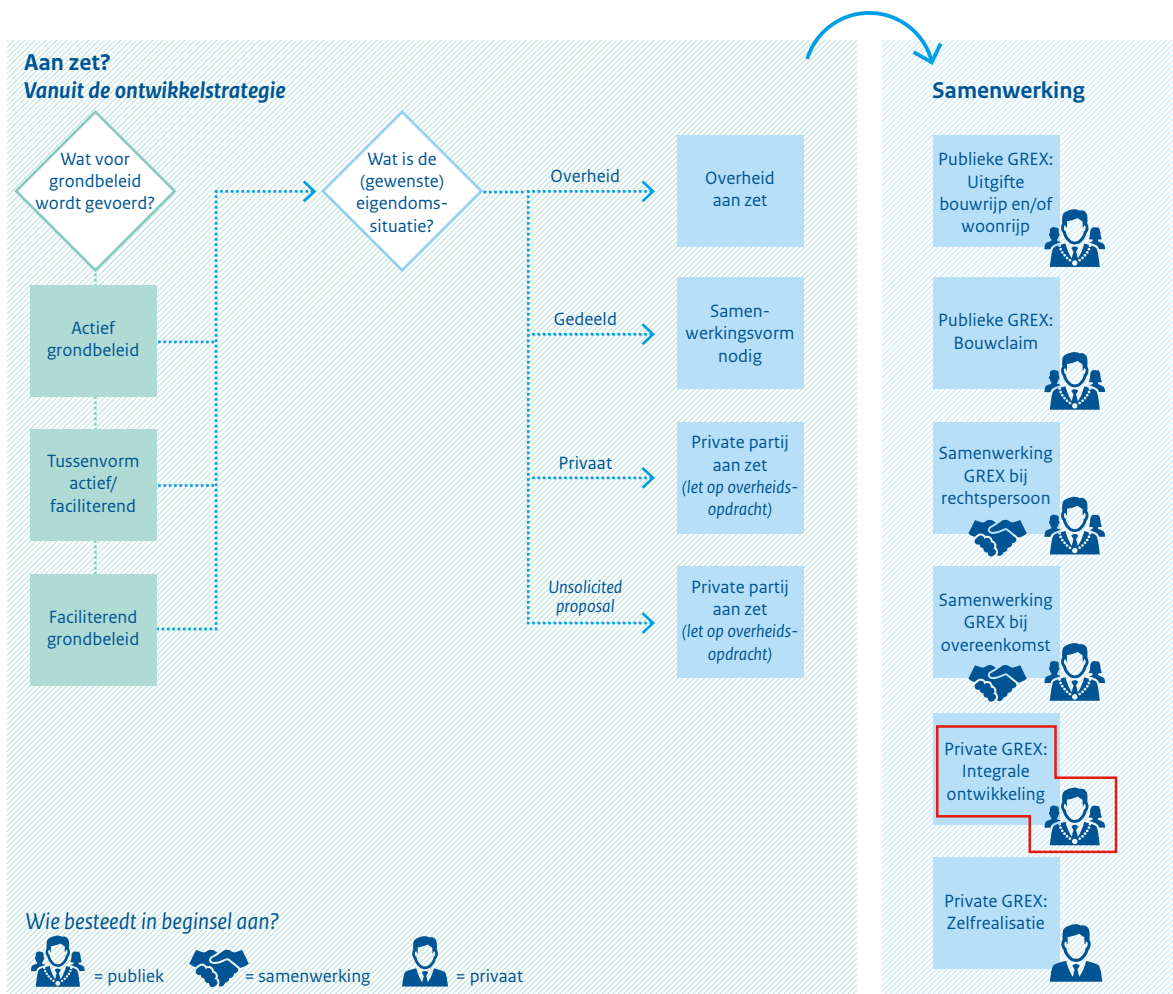 Aan zet?
Vanuit de ontwikkelstrategie
Wat voor
grondbeleid
wordt gevoerd?
Actief
grondbeleid
Tussenvorm
actief/
faciliterend
Faciliterend
grondbeleid
Wat is de
(gewenste)
eigendoms-
situatie?
Overheid
Overheid
aan zet
Gedeeld
Samen-
werkingsvorm
nodig
Privaat
Private partij
aan zet
(let op overheids-
opdracht)
Unsolicited
proposal
Private partij
aan zet
(let op overheids-
opdracht)
Wie besteedt in beginsel aan?
= publiek
= samenwerking
= privaat
Samenwerking
Publieke GREX:
Uitgifte
bouwrijp en/of
woonrijp
Publieke GREX:
Bouwclaim
Samenwerking
GREX bij
rechtspersoon
Samenwerking
GREX bij
overeenkomst
Private GREX:
Integrale
ontwikkeling
Private GREX:
Zelfrealisatie